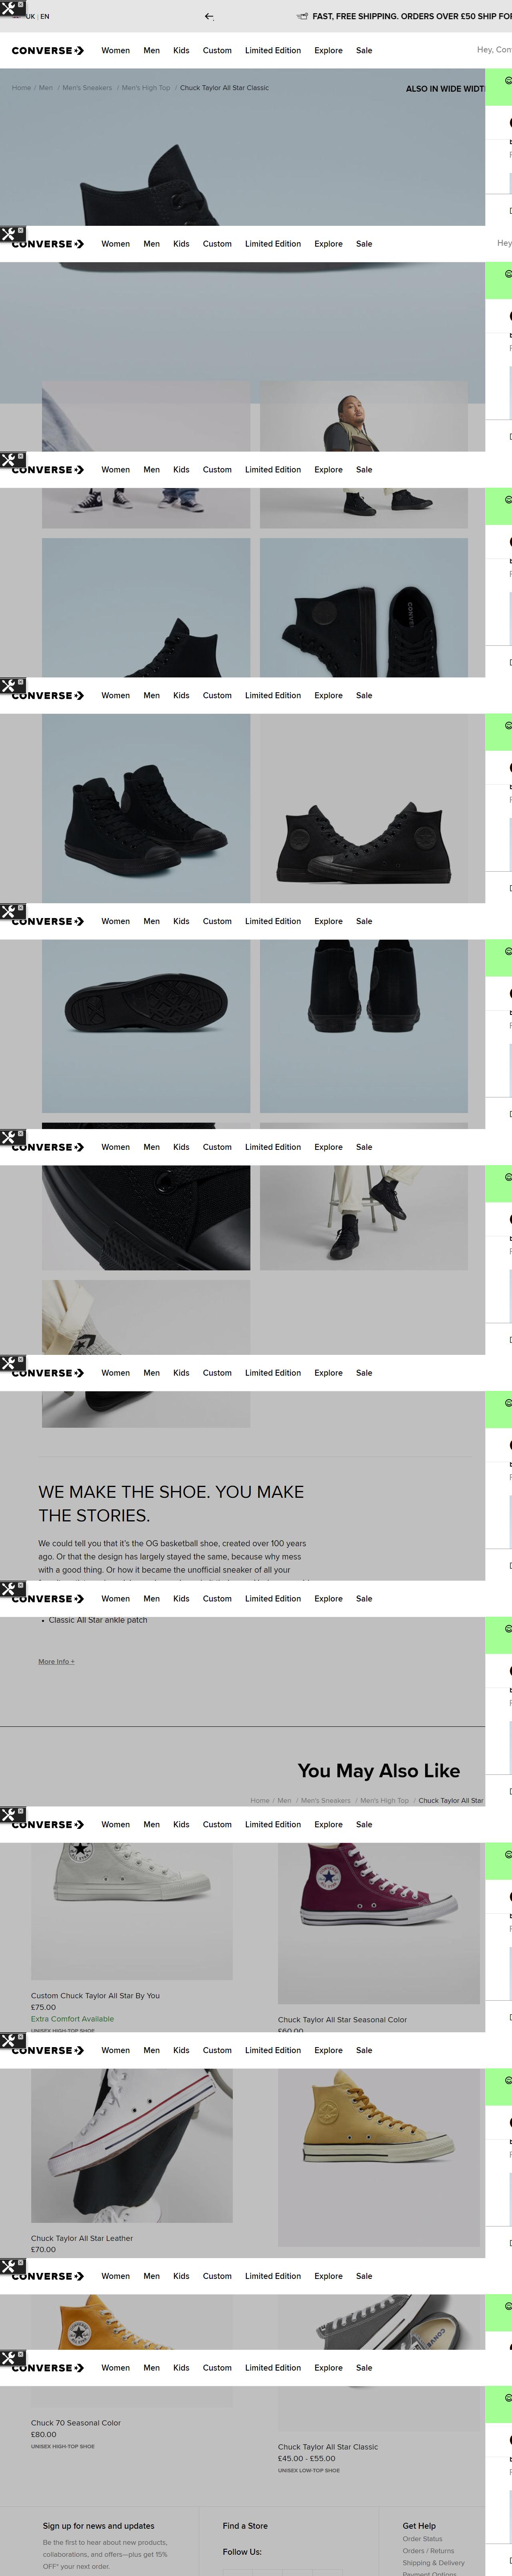 UK | EN
FAST, FREE SHIPPING. ORDERS OVER £50 SHIP FO
CONVERSE Women Men Kids Custom Limited Edition Explore Sale
Hey, Con
Home / Men / Men's Sneakers / Men's High Top / Chuck Taylor All Star Classic
ALSO IN WIDE WIDT
CONVERSE Women Men Kids Custom Limited Edition Explore Sale
Hey
CONVERSE Women Men Kids Custom Limited Edition Explore Sale
CONVERSE Women Men Kids Custom Limited Edition Explore Sale
CONVERSE Women Men Kids Custom Limited Edition Explore Sale
CONVERSE Women Men Kids Custom Limited Edition Explore Sale
CONVERSE Women Men Kids Custom Limited Edition Explore Sale
WE MAKE THE SHOE. YOU MAKE
THE STORIES.
We could tell you that it's the OG basketball shoe, created over 100 years
ago. Or that the design has largely stayed the same, because why mess
with a good thing. Or how it became the unofficial sneaker of all your
CONVERSE Women Men Kids Custom Limited Edition Explore Sale
• Classic All Star ankle patch
More Info +
You May Also Like
Home / Men / Men's Sneakers / Men's High Top / Chuck Taylor All Star
CONVERSE Women Men Kids Custom Limited Edition Explore Sale
Custom Chuck Taylor All Star By You
£75.00
Extra Comfort Available
UNISEX HIGH-TOP SHOE
Chuck Taylor All Star Seasonal Color
£60.00
CONVERSE Women Men Kids Custom Limited Edition Explore Sale
Chuck Taylor All Star Leather
£70.00
CONVERSE Women Men Kids Custom Limited Edition Explore Sale
CONVERSE Women Men Kids Custom Limited Edition Explore Sale
Chuck 70 Seasonal Color
£80.00
UNISEX HIGH-TOP SHOE
Chuck Taylor All Star Classic
£45.00 - £55.00
UNISEX LOW-TOP SHOE
Sign up for news and updates
Be the first to hear about new products,
collaborations, and offers—plus get 15%
OFF* your next order.
Find a Store
Follow Us:
Get Help
Order Status
Orders / Returns
Shipping & Delivery
Payment Options